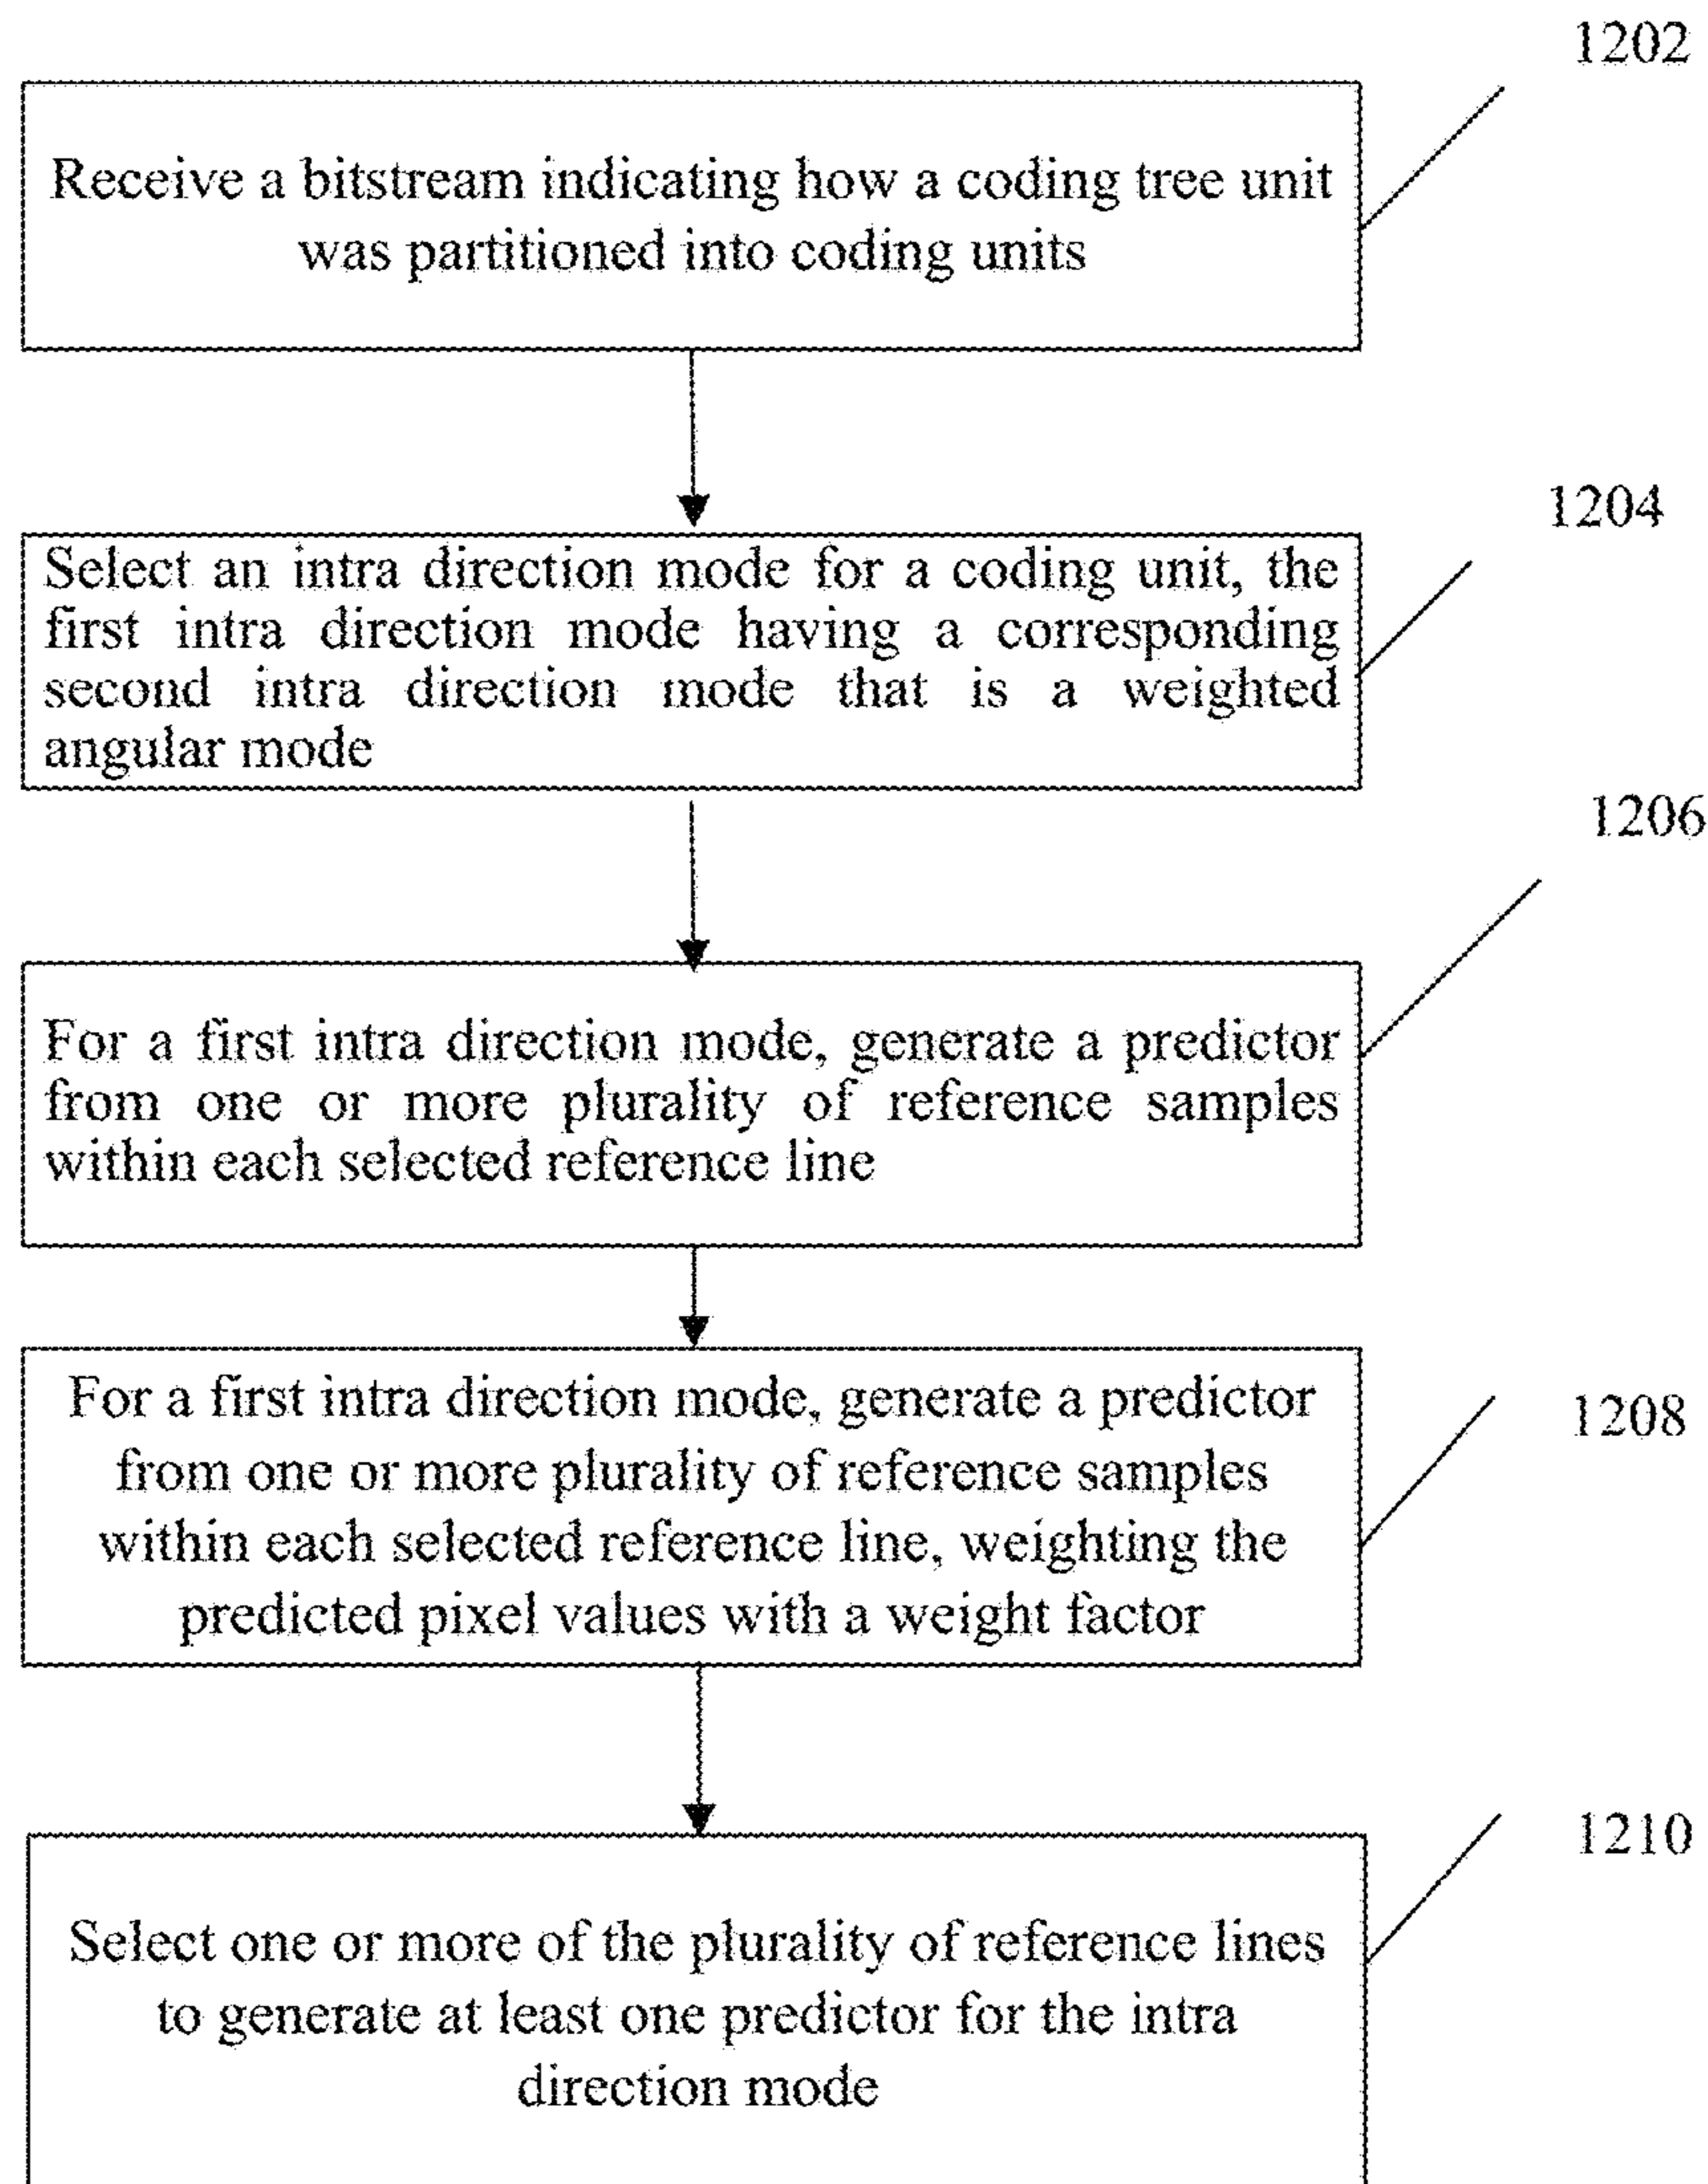 1202
Receive a bitstream indicating how a coding tree unit
was partitioned into coding units
1204
Select an intra direction mode for a coding unit, the
first intra direction mode having a corresponding
second intra direction mode that is a weighted
angular mode
1206
For a first intra direction mode, generate a predictor
from one or more plurality of reference samples
within each selected reference line
1208
For a first intra direction mode, generate a predictor
from one or more plurality of reference samples
within each selected reference line, weighting the
predicted pixel values with a weight factor
1210
Select one or more of the plurality of reference lines
to generate at least one predictor for the intra
direction mode